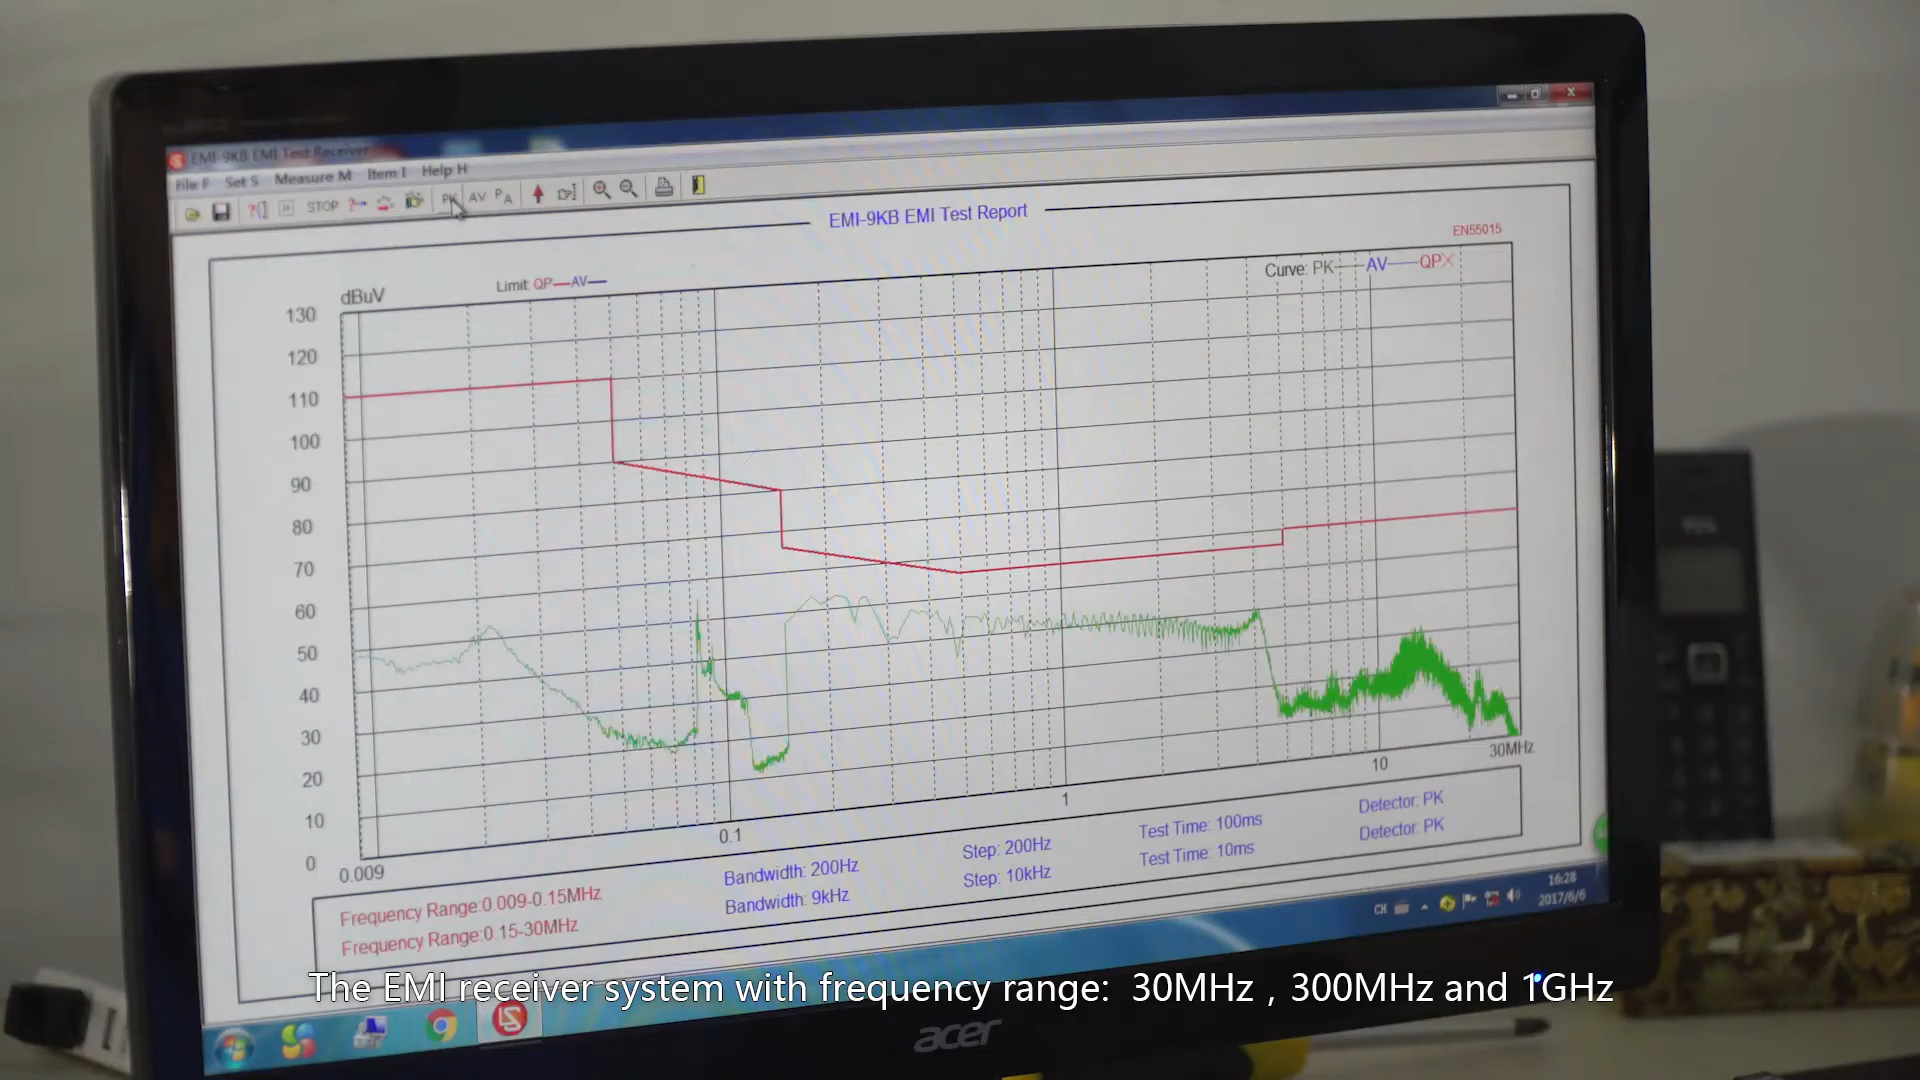 EMI-9KB EMI Test Receiver
File F Set S Measure M Item I Help H
STOP PK AV PA
EMI-9KB EMI Test Report
EN55015
dBuV
Limit: QP AV
Curve: PK AV QP
130
120
110
100
90
80
70
60
50
40
30
20
10
0
0.009
0.1
1
10
30MHz
Frequency Range:0.009-0.15MHz Bandwidth: 200Hz Step: 200Hz Test Time: 100ms Detector: PK
Frequency Range:0.15-30MHz Bandwidth: 9kHz Step: 10kHz Test Time: 10ms Detector: PK
CH
16:28
2017/6/6
The EMI receiver system with frequency range: 30MHz , 300MHz and 1GHz
acer
TCL